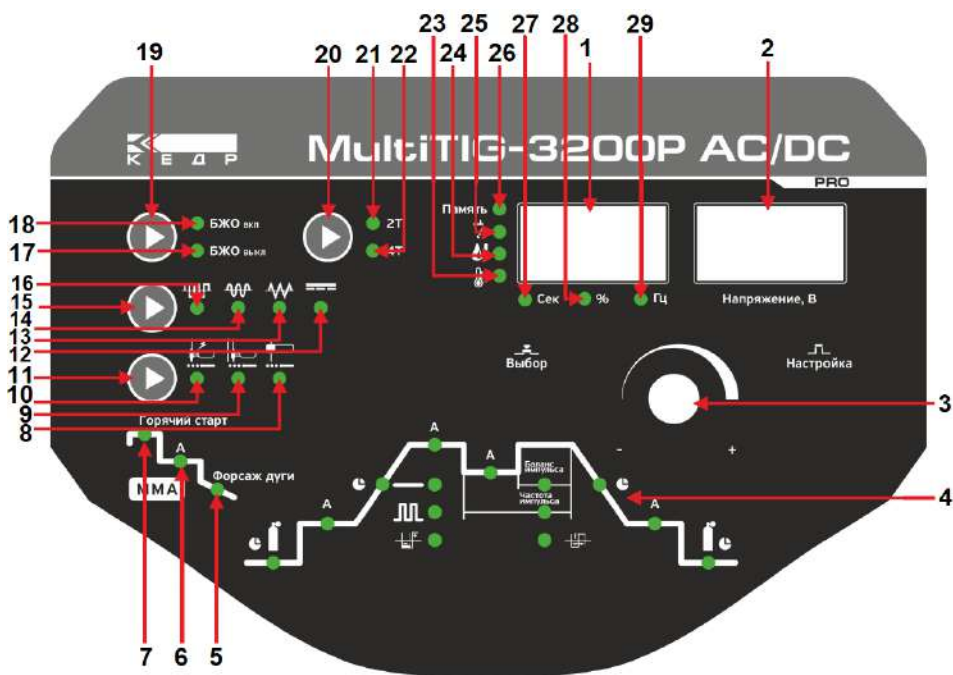 23 25 27 28 1 29 2
19 20 21 22 24 26
КЕДР
MultiTIG-3200P AC/DC
PRO
Память
18 БЖО вкл
2Т
17 БЖО выкл
4Т
23
16
15
14
13
12
Сек % Гц
Напряжение, В
Выбор
Настройка
11
10
9
8
3
- +
Горячий старт
A
Форсаж дуги
MMA
A
A
Баланс импульса
Частота импульса
4
A
A
7 6 5